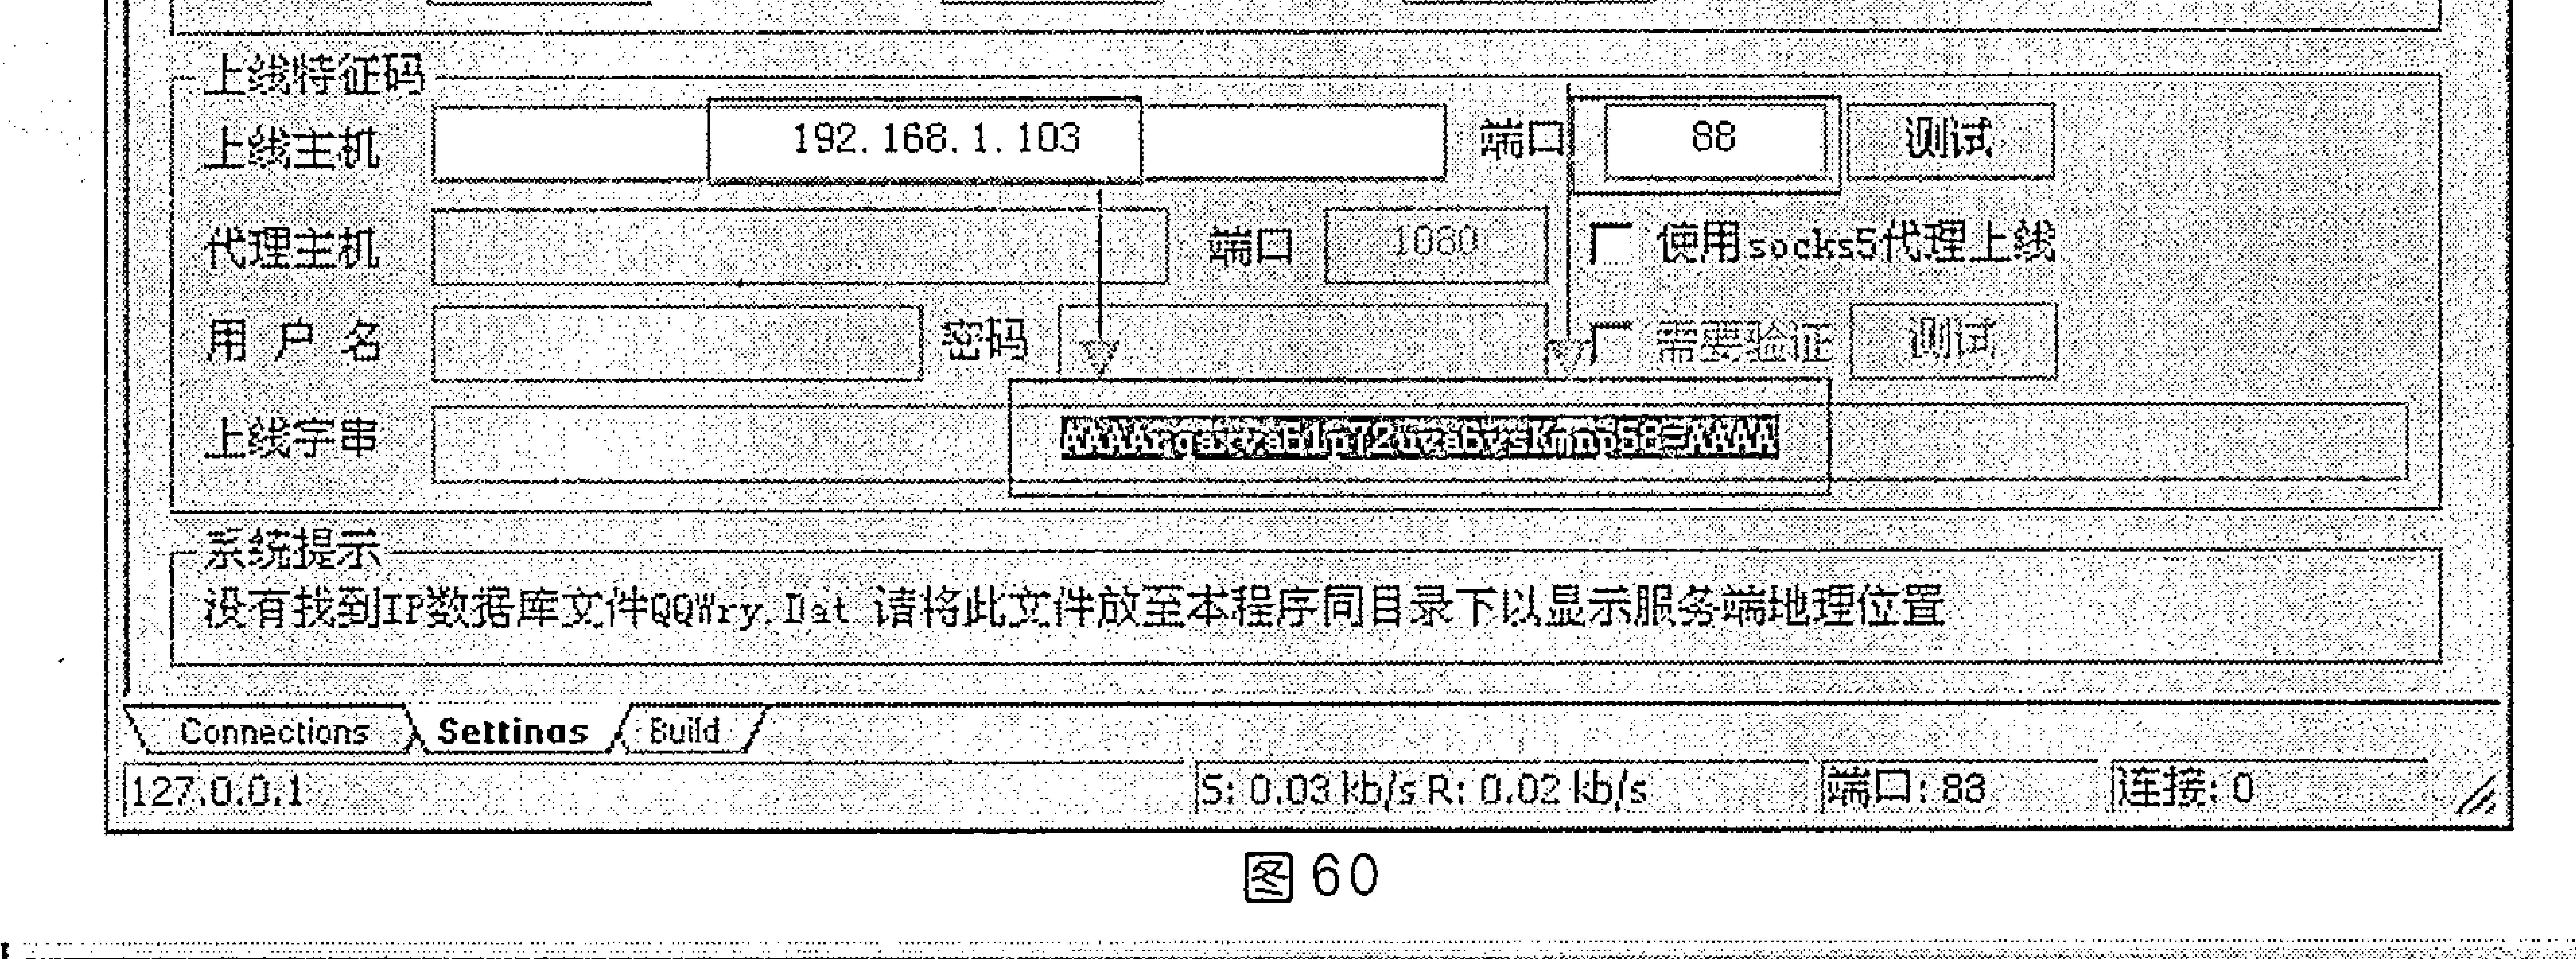 上线特征码
上线主机 192.168.1.103 端口 88 测试
代理主机 端口 1080 使用socks5代理上线
用户名 密码 需要验证 测试
上线字串
系统提示
没有找到IP数据库文件QQWry.Dat 请将此文件放至本程序同目录下以显示服务端地理位置
Connections Settings Build
127.0.0.1 S: 0.03 kb/s R: 0.02 kb/s 端口: 88 连接: 0
图60